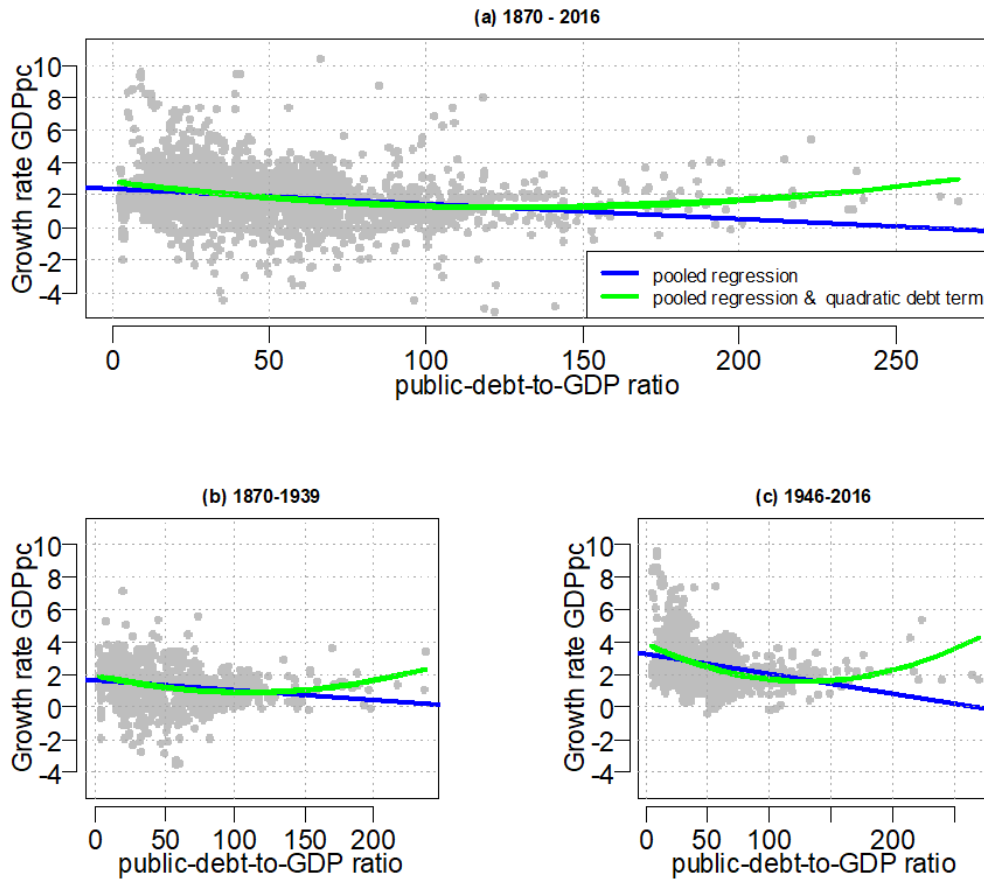 (a) 1870 - 2016
Growth rate GDPpc
10
8
6
4
2
0
-2
-4
pooled regression
pooled regression & quadratic debt term
0 50 100 150 200 250
public-debt-to-GDP ratio
(b) 1870-1939
Growth rate GDPpc
10
8
6
4
2
0
-2
-4
0 50 100 200
public-debt-to-GDP ratio
(c) 1946-2016
Growth rate GDPpc
10
8
6
4
2
0
-2
-4
0 50 100 200
public-debt-to-GDP ratio